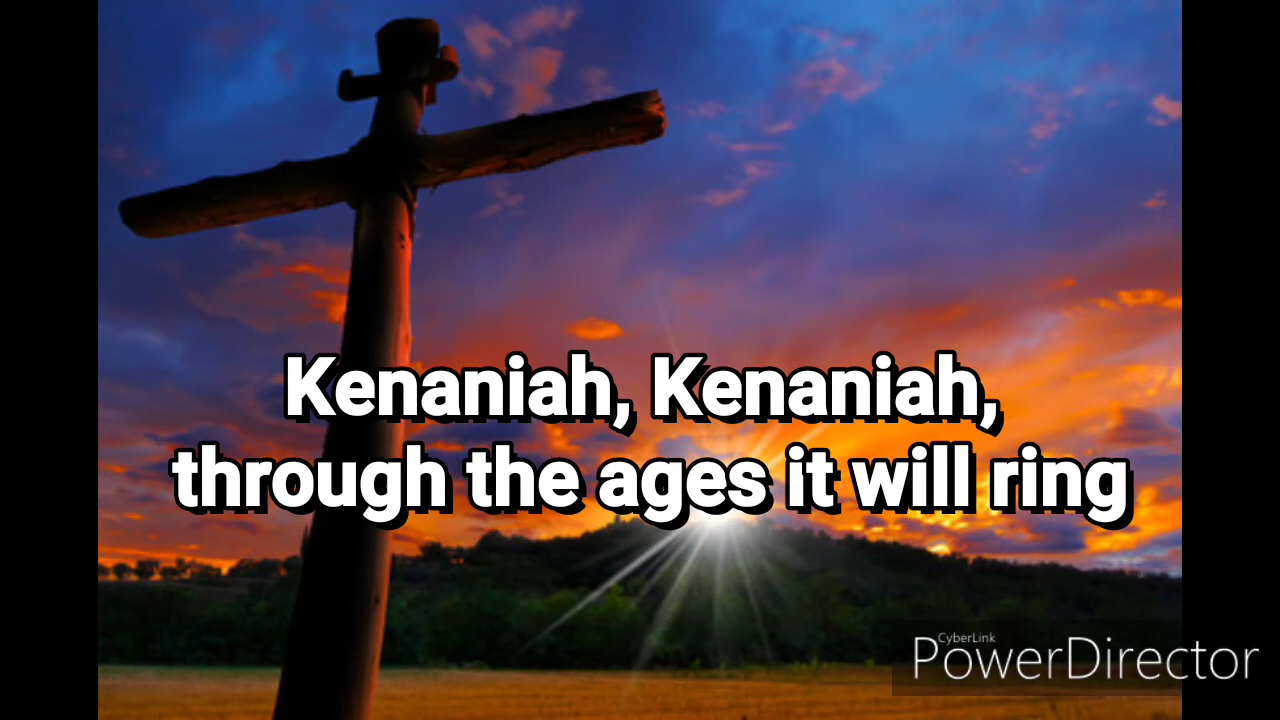 Kenaniah, Kenaniah,
through the ages it will ring
CyberLink
PowerDirector